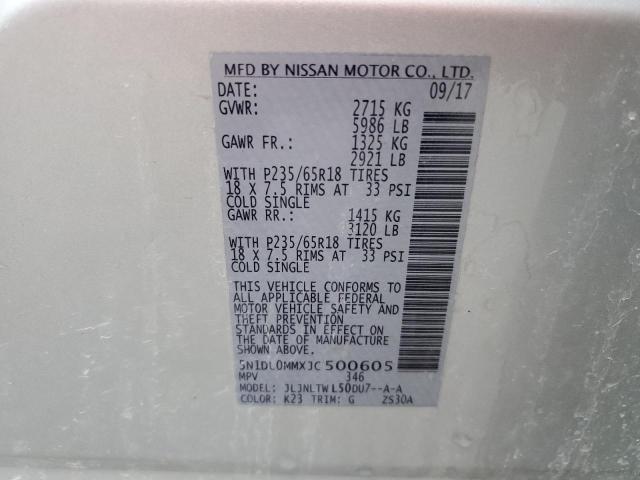 MFD BY NISSAN MOTOR CO., LTD.
DATE: 09/17
GVWR: 2715 KG
5986 LB
GAWR FR.: 1325 KG
2921 LB
WITH P235/65R18 TIRES
18 X 7.5 RIMS AT 33 PSI
COLD SINGLE
GAWR RR.: 1415 KG
3120 LB
WITH P235/65R18 TIRES
18 X 7.5 RIMS AT 33 PSI
COLD SINGLE
THIS VEHICLE CONFORMS TO
ALL APPLICABLE FEDERAL
MOTOR VEHICLE SAFETY AND
THEFT PREVENTION
STANDARDS IN EFFECT ON
THE DATE OF MANUFACTURE
SHOWN ABOVE.
5N1DL0MMXJC500605
MPV 346
MODEL: JLJNLTWL50DU7--A-A
COLOR: K23 TRIM: G 2S30A